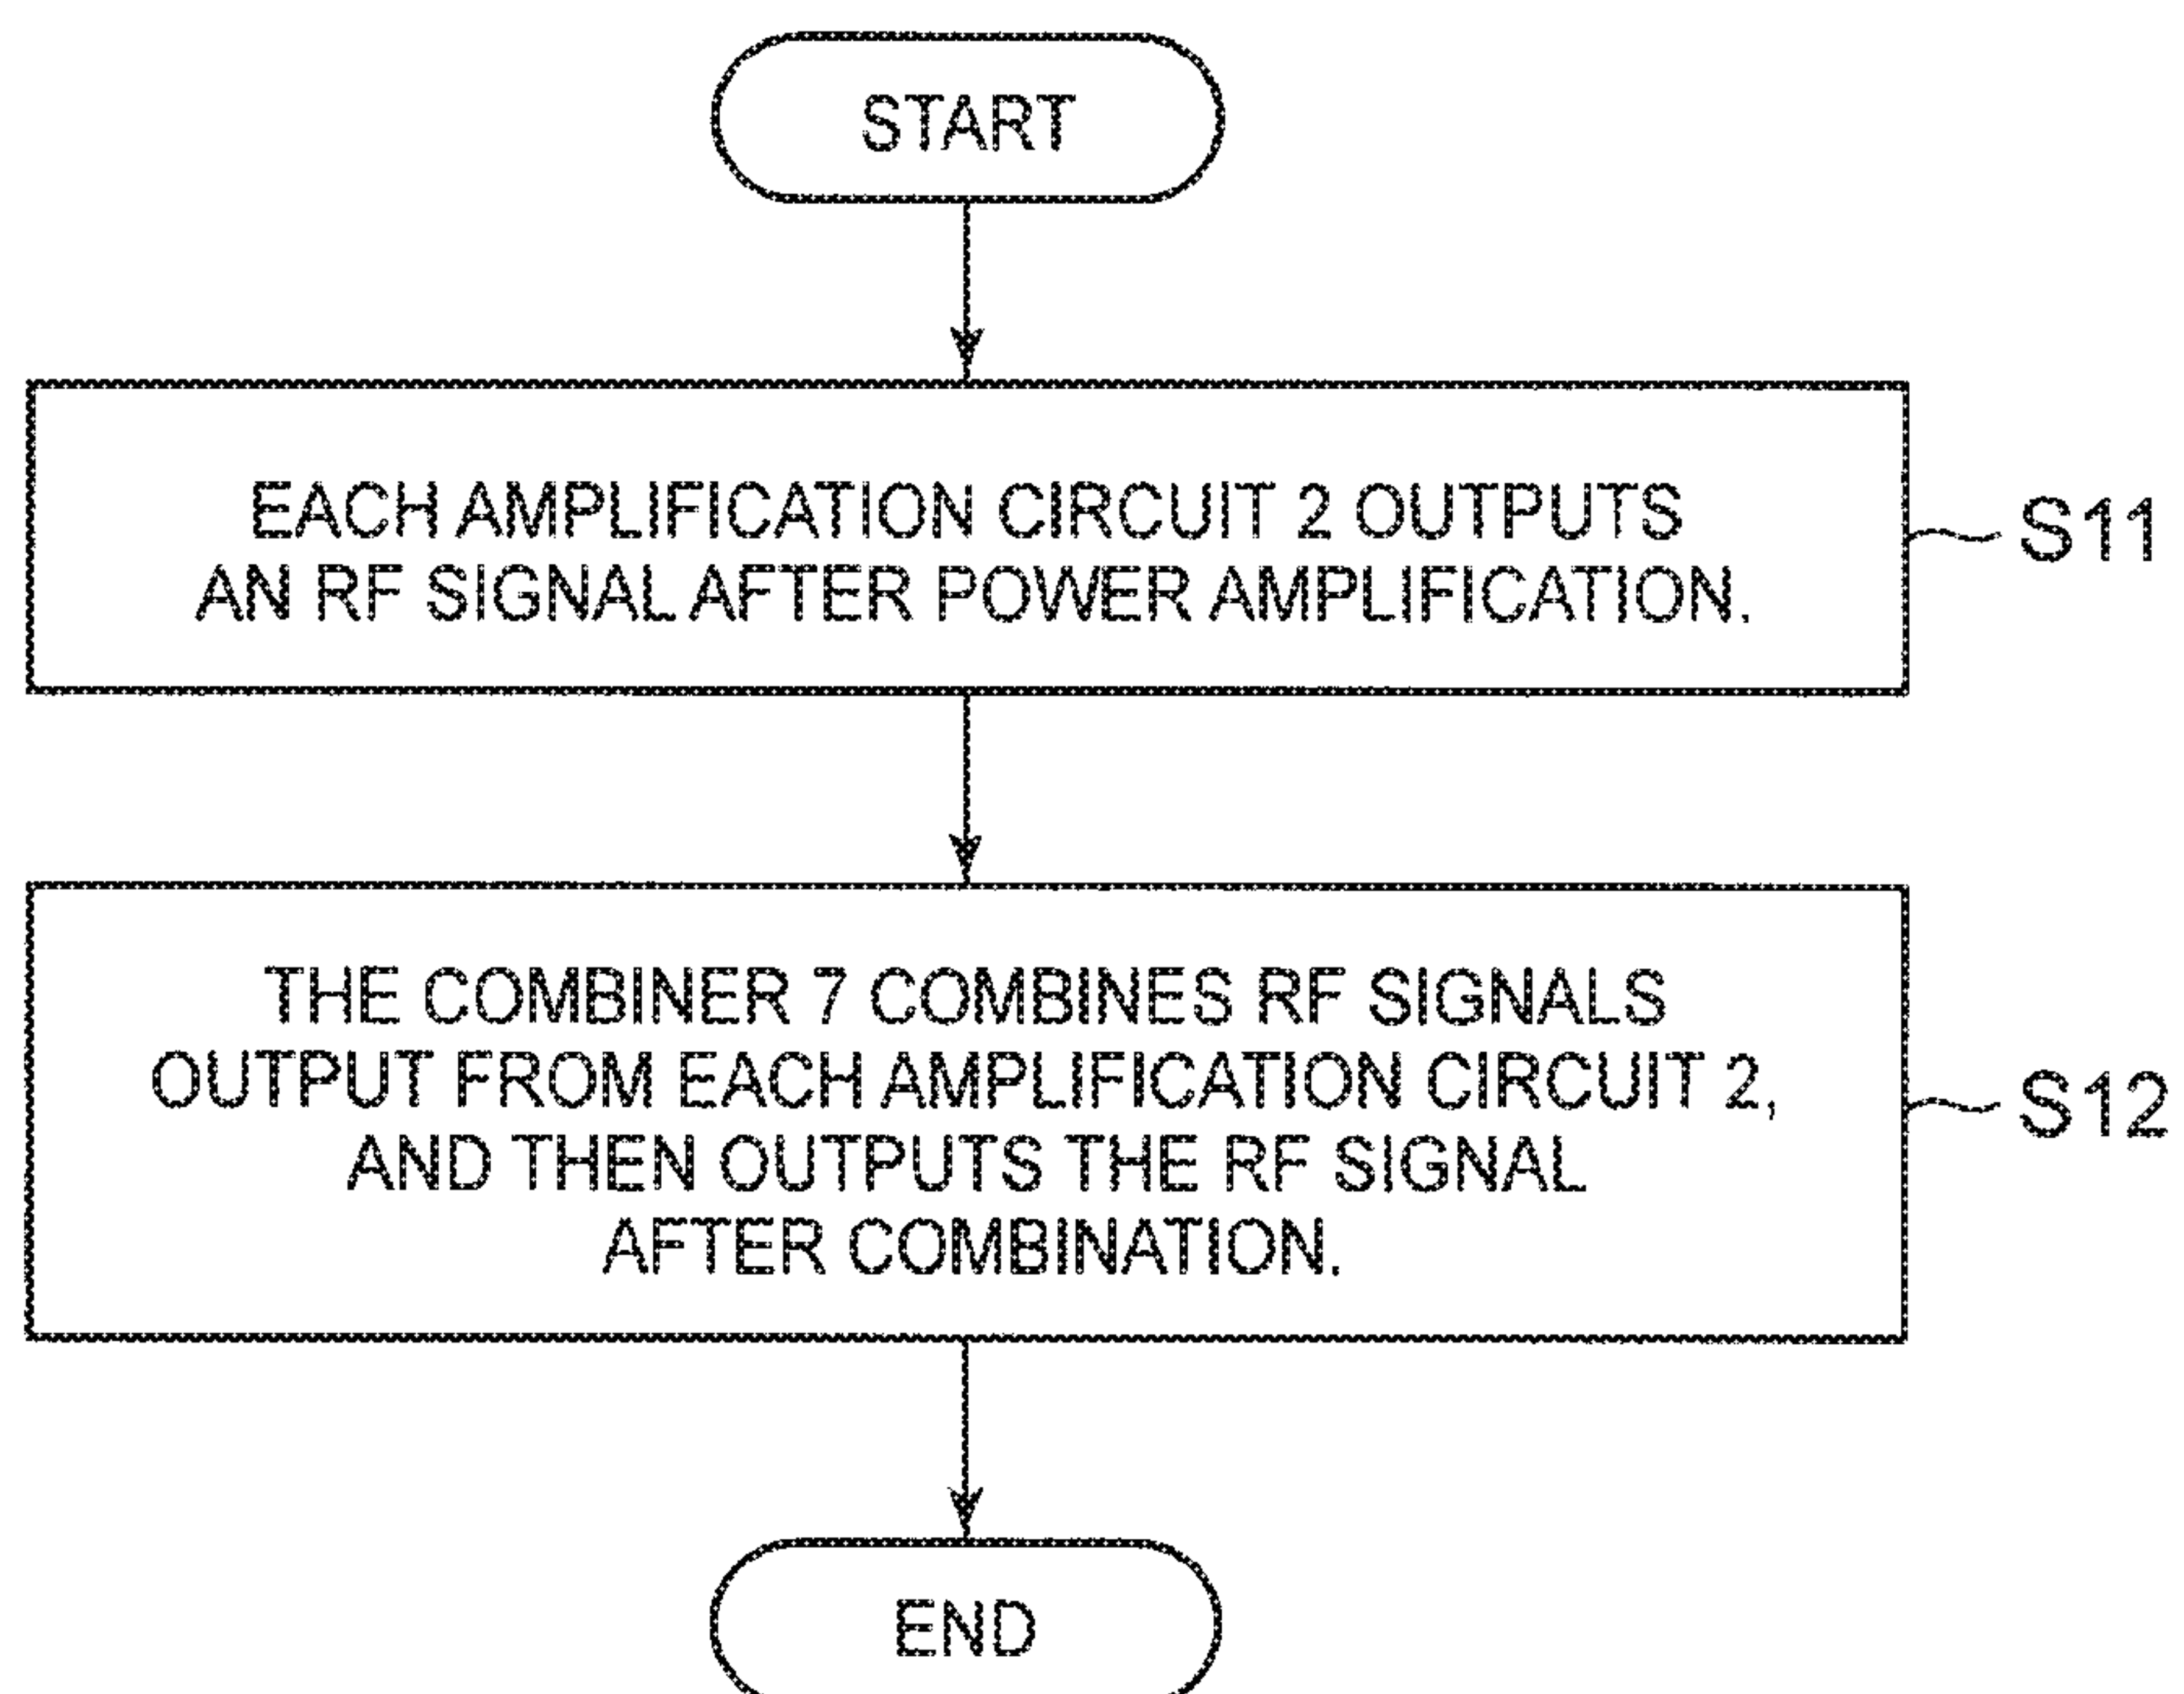 START
EACH AMPLIFICATION CIRCUIT 2 OUTPUTS
AN RF SIGNAL AFTER POWER AMPLIFICATION.
S11
THE COMBINER 7 COMBINES RF SIGNALS
OUTPUT FROM EACH AMPLIFICATION CIRCUIT 2,
AND THEN OUTPUTS THE RF SIGNAL
AFTER COMBINATION.
S12
END